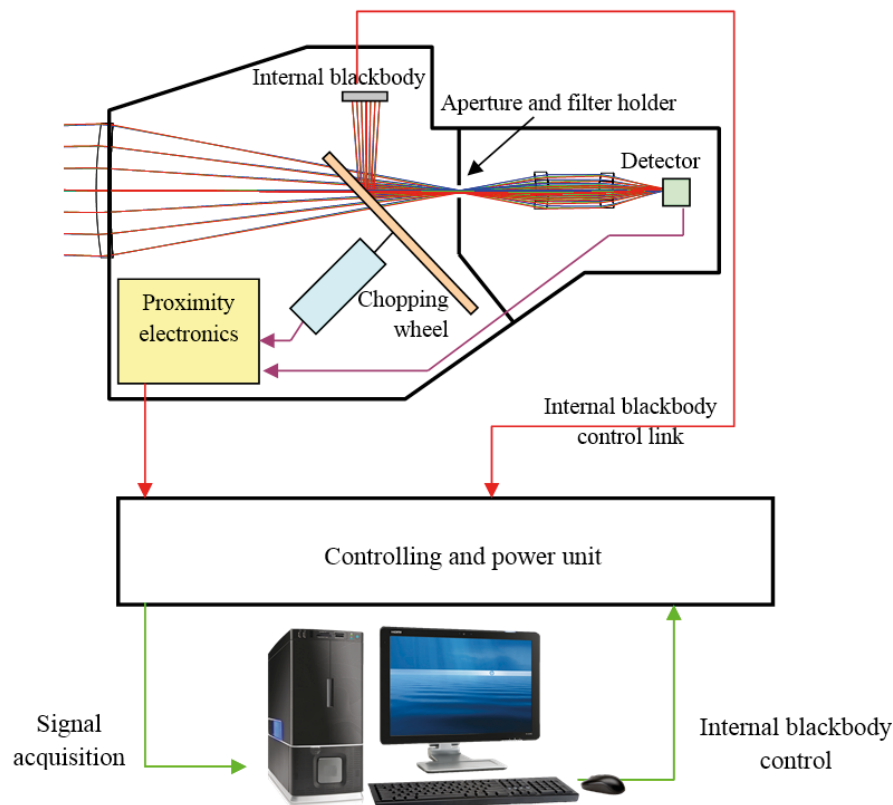 Internal blackbody
Aperture and filter holder
Detector
Chopping
wheel
Proximity
electronics
Internal blackbody
control link
Controlling and power unit
Signal
acquisition
Internal blackbody
control